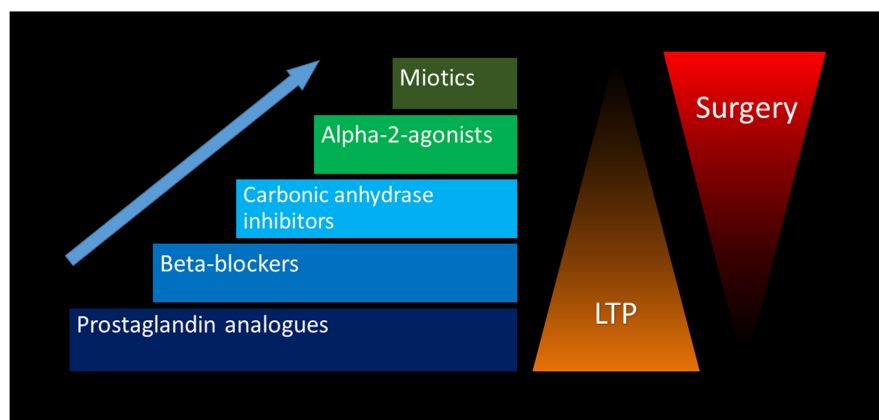 Miotics
Alpha-2-agonists
Carbonic anhydrase
inhibitors
Beta-blockers
Prostaglandin analogues
LTP
Surgery